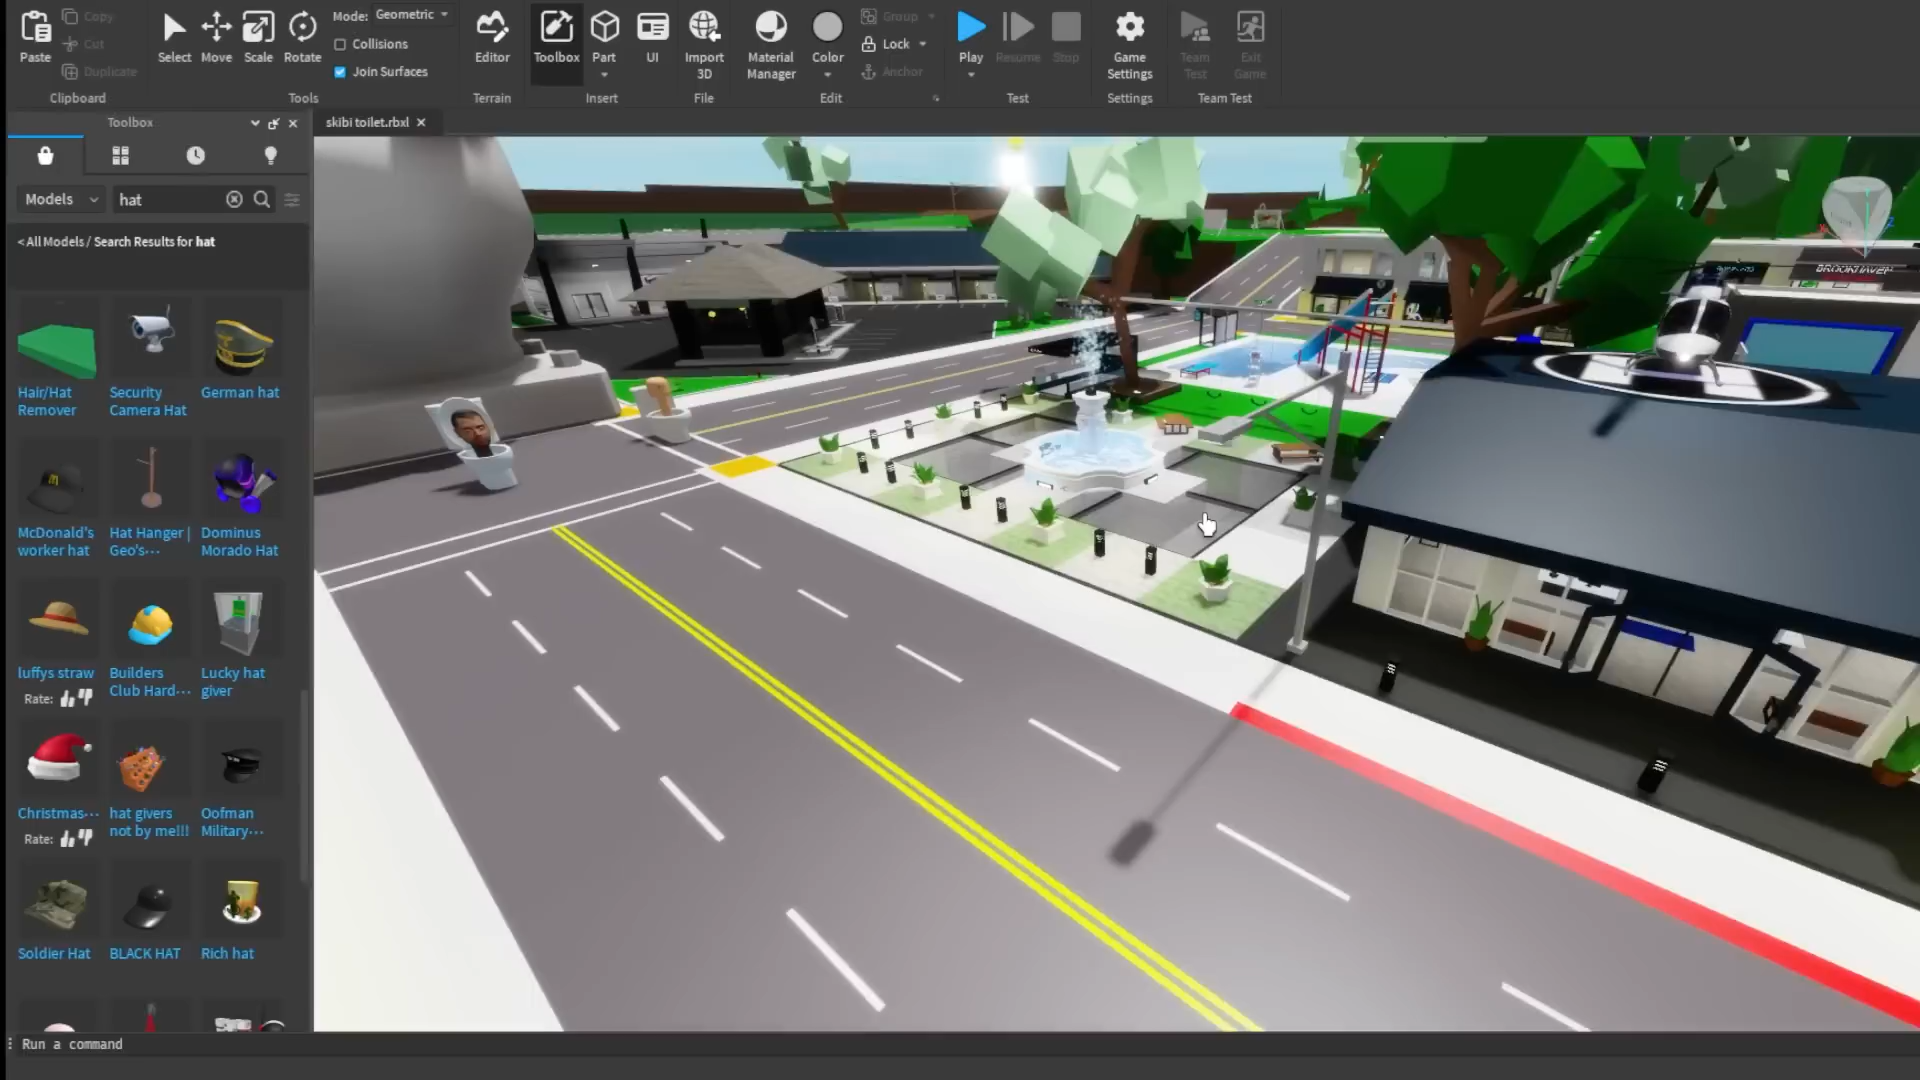 Paste
Copy
Cut
Duplicate
Clipboard
Select
Move
Scale
Rotate
Mode: Geometric
Collisions
Join Surfaces
Tools
Editor
Terrain
Toolbox
Part
UI
Insert
Import
3D
File
Material
Manager
Color
Group
Lock
Anchor
Edit
Play
Resume
Stop
Test
Game
Settings
Settings
Team
Test
Exit
Game
Team Test
Toolbox
skibi toilet.rbxl
Models
hat
< All Models / Search Results for hat
Hair/Hat
Remover
Security
Camera Hat
German hat
McDonald's
worker hat
Hat Hanger |
Geo's···
Dominus
Morado Hat
luffys straw
Rate:
Builders
Club Hard···
Lucky hat
giver
Christmas···
Rate:
hat givers
not by me!!!
Oofman
Military···
Soldier Hat
BLACK HAT
Rich hat
BROOKHAVEN
Run a command